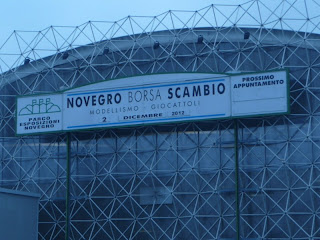 NOVEGRO BORSA SCAMBIO
MODELLISMO - GIOCATTOLI
2 DICEMBRE 2012
PARCO
ESPOSIZIONI
NOVEGRO
PROSSIMO
APPUNTAMENTO